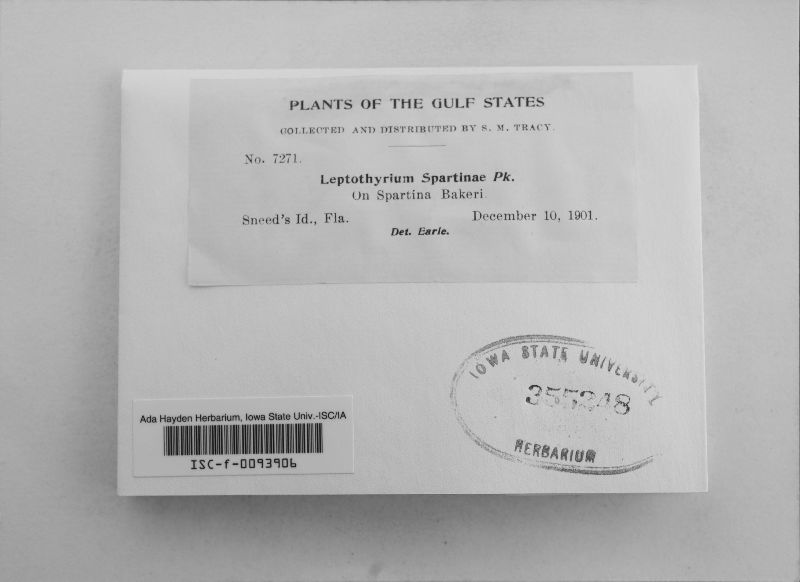 PLANTS OF THE GULF STATES
COLLECTED AND DISTRIBUTED BY S. M. TRACY.
No. 7271.
Leptothyrium Spartinae Pk.
On Spartina Bakeri.
Sneed's Id., Fla. December 10, 1901.
Det. Earle.
IOWA STATE UNIVERSITY
355248
HERBARIUM
Ada Hayden Herbarium, Iowa State Univ.-ISC/IA
ISC-f-0093906